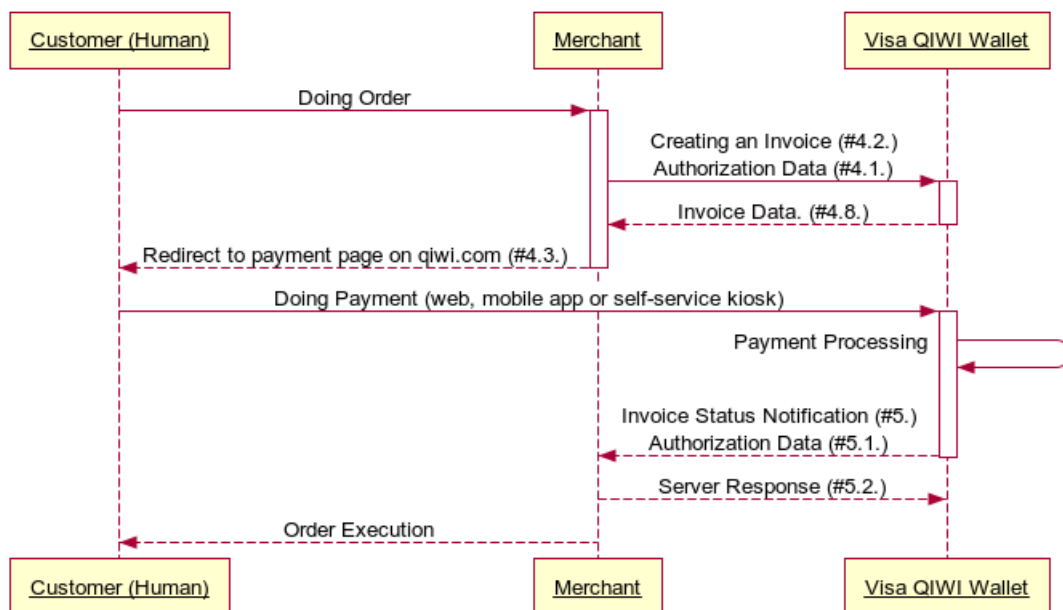 Customer (Human)
Merchant
Visa QIWI Wallet
Doing Order
Creating an Invoice (#4.2.)
Authorization Data (#4.1.)
Invoice Data. (#4.8.)
Redirect to payment page on qiwi.com (#4.3.)
Doing Payment (web, mobile app or self-service kiosk)
Payment Processing
Invoice Status Notification (#5.)
Authorization Data (#5.1.)
Server Response (#5.2.)
Order Execution
Customer (Human)
Merchant
Visa QIWI Wallet